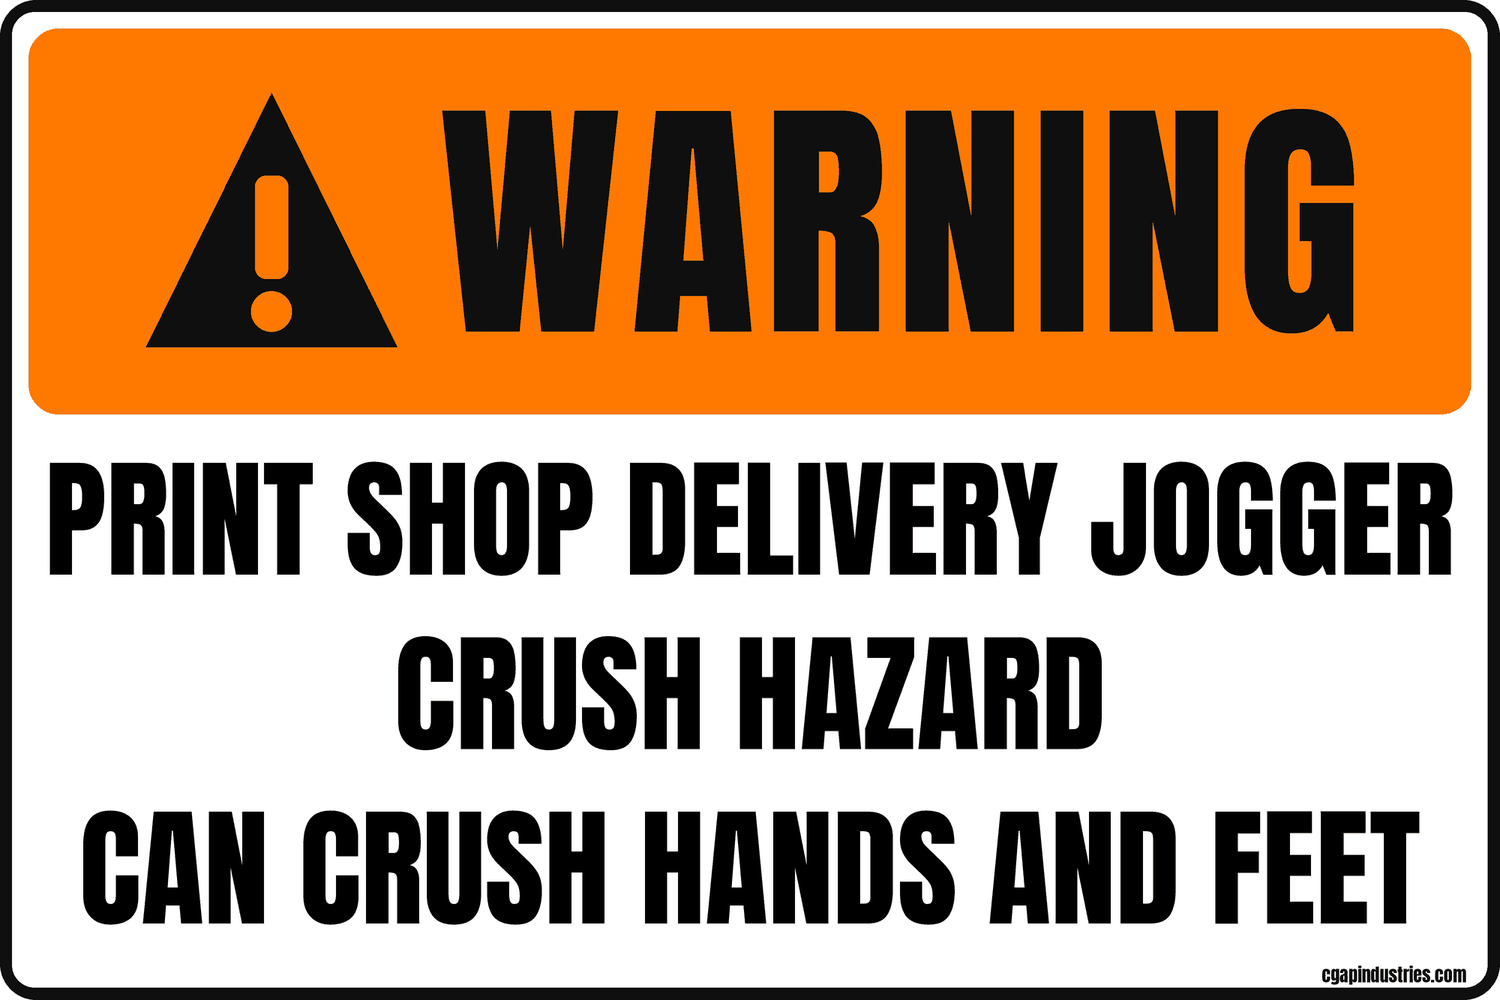 WARNING
PRINT SHOP DELIVERY JOGGER
CRUSH HAZARD
CAN CRUSH HANDS AND FEET
cgapindustries.com